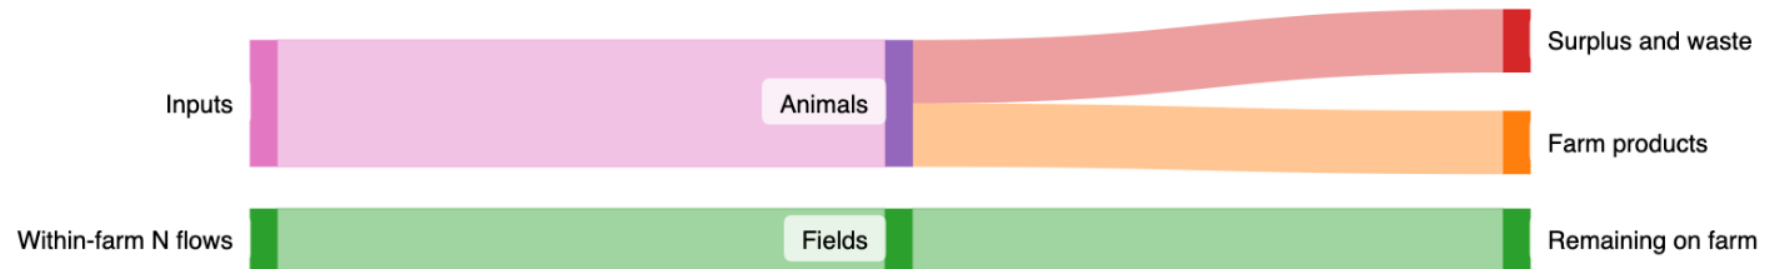 Surplus and waste
Inputs
Animals
Farm products
Within-farm N flows
Fields
Remaining on farm